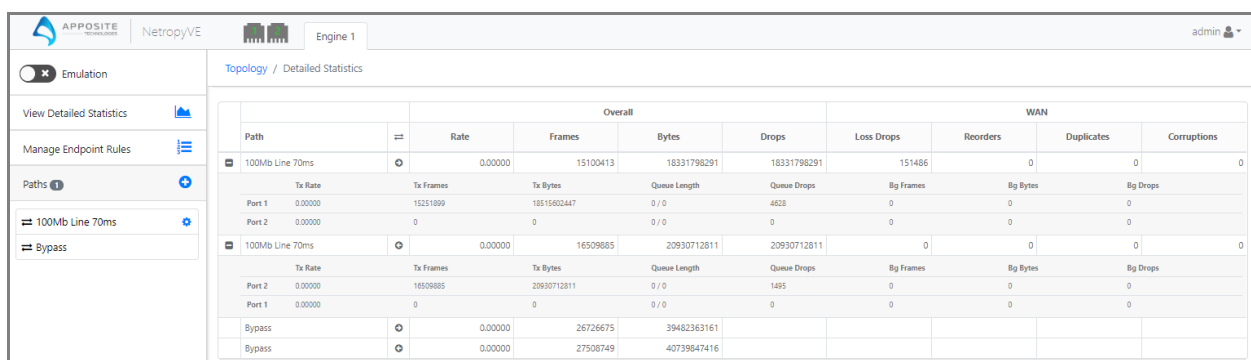 APPOSITE
TECHNOLOGIES
NetropyVE
1 2
Engine 1
admin
Emulation
Topology / Detailed Statistics
View Detailed Statistics
Manage Endpoint Rules
Paths 1
100Mb Line 70ms
Bypass
Overall WAN
Path Rate Frames Bytes Drops Loss Drops Reorders Duplicates Corruptions
100Mb Line 70ms 0.00000 15100413 18331798291 18331798291 151486 0 0 0
Tx Rate Tx Frames Tx Bytes Queue Length Queue Drops Bg Frames Bg Bytes Bg Drops
Port 1 0.00000 15251899 18515602447 0 / 0 4628 0 0 0
Port 2 0.00000 0 0 0 / 0 0 0 0 0
100Mb Line 70ms 0.00000 16509885 20930712811 20930712811 0 0 0 0
Tx Rate Tx Frames Tx Bytes Queue Length Queue Drops Bg Frames Bg Bytes Bg Drops
Port 2 0.00000 16509885 20930712811 0 / 0 1495 0 0 0
Port 1 0.00000 0 0 0 / 0 0 0 0 0
Bypass 0.00000 26726675 39482363161
Bypass 0.00000 27508749 40739847416